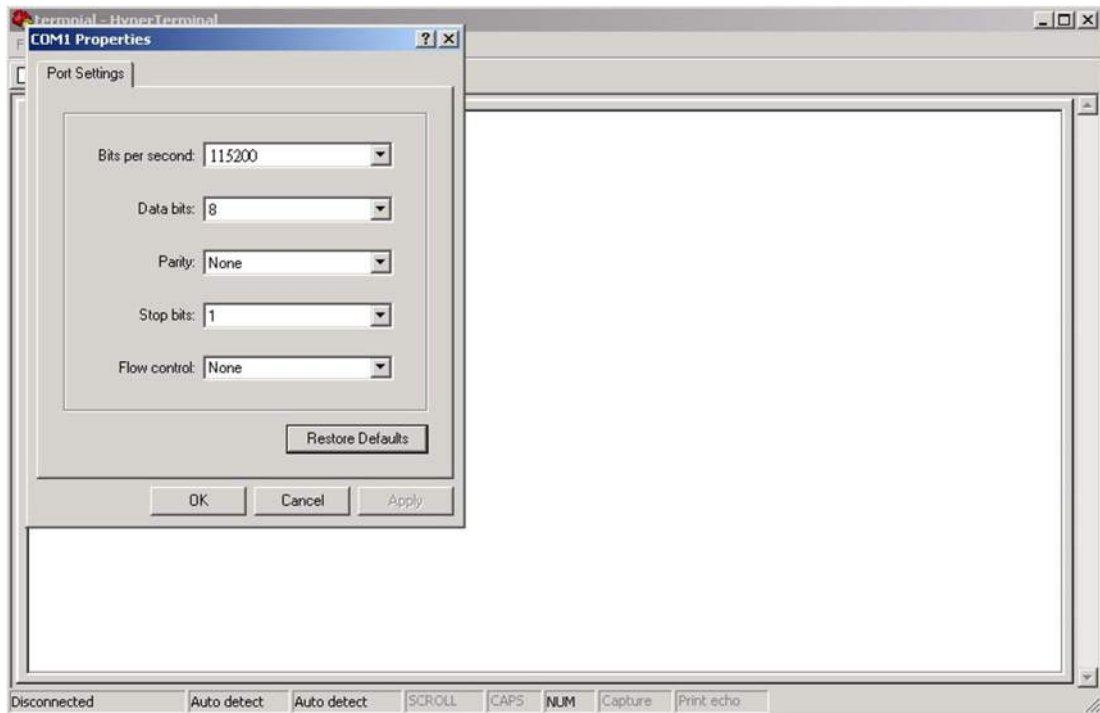 termpial - HyperTerminal
COM1 Properties
Port Settings
Bits per second: 115200
Data bits: 8
Parity: None
Stop bits: 1
Flow control: None
Restore Defaults
OK Cancel Apply
Disconnected Auto detect Auto detect SCROLL CAPS NUM Capture Print echo